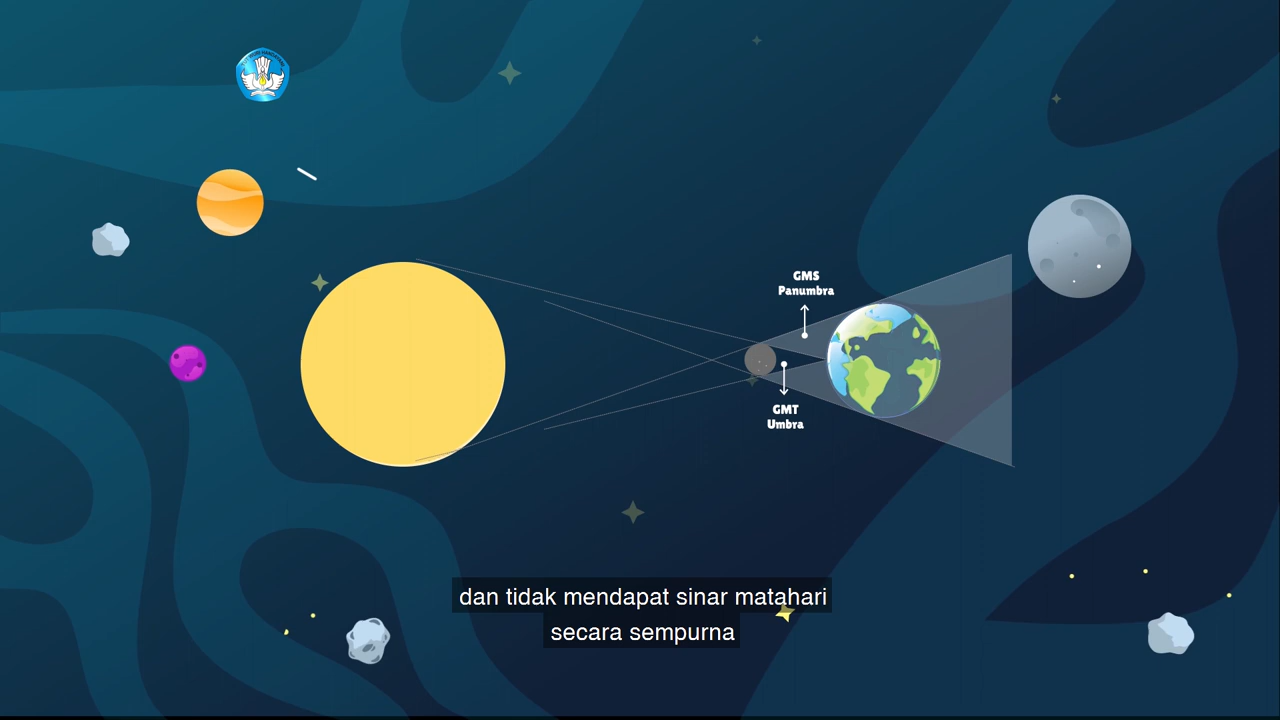 GMS
Panumbra
GMT
Umbra
dan tidak mendapat sinar matahari
secara sempurna